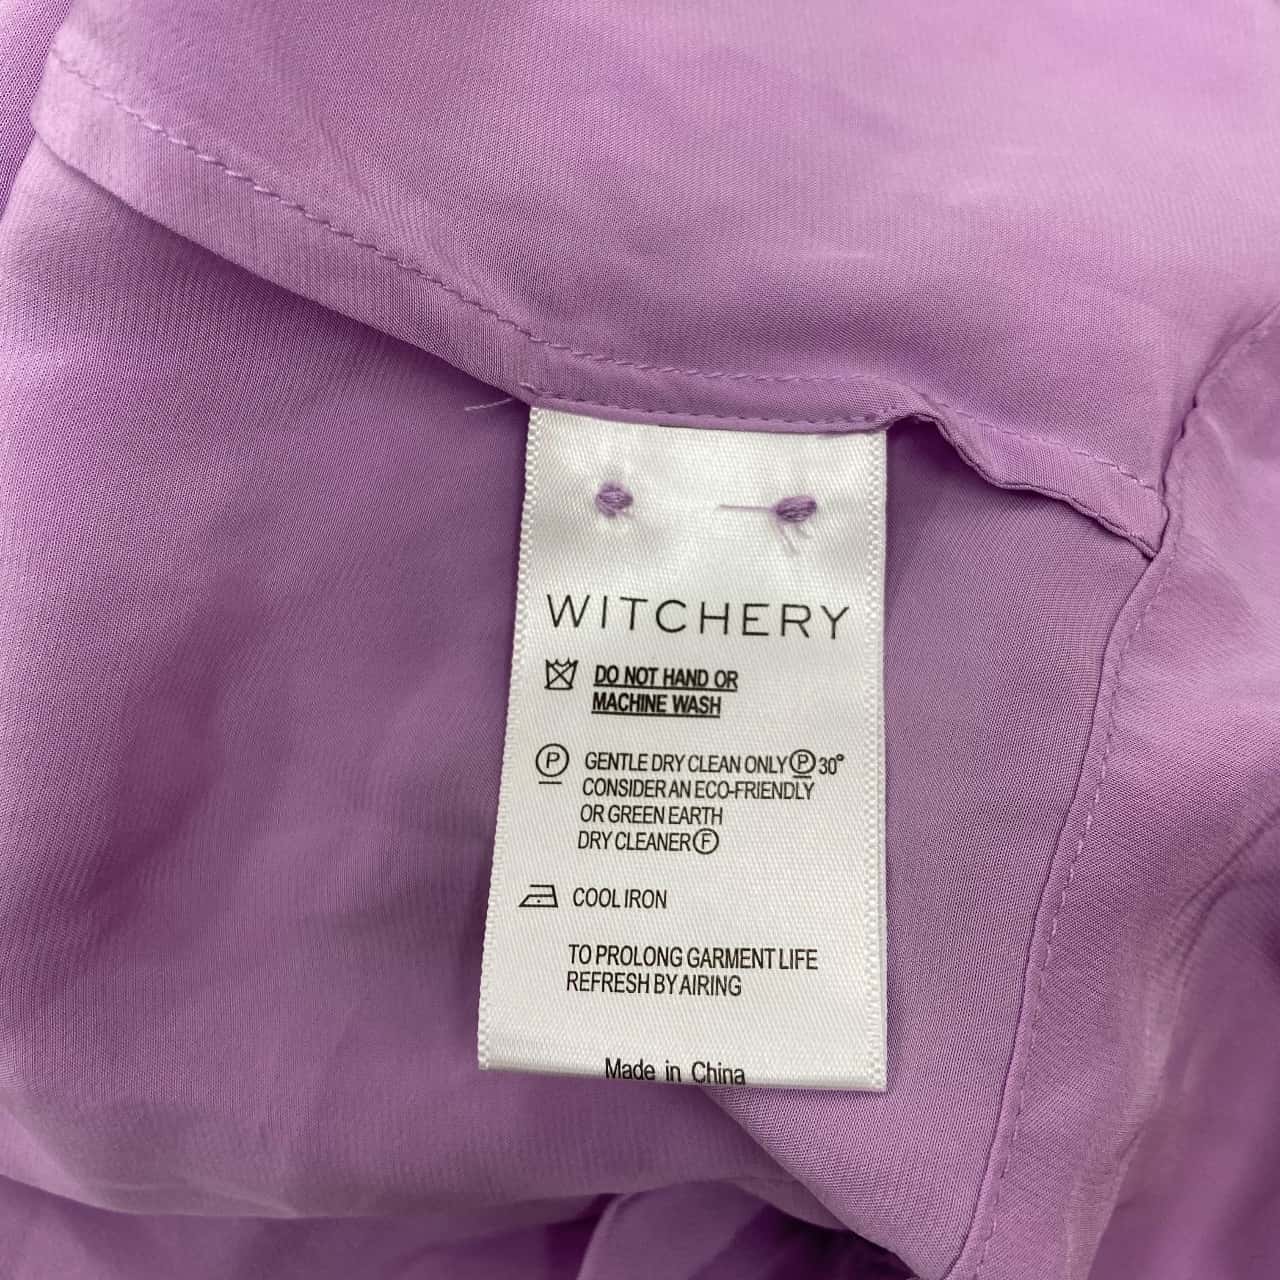 WITCHERY
DO NOT HAND OR
MACHINE WASH
P GENTLE DRY CLEAN ONLY P 30°
CONSIDER AN ECO-FRIENDLY
OR GREEN EARTH
DRY CLEANER F
COOL IRON
TO PROLONG GARMENT LIFE
REFRESH BY AIRING
Made in China